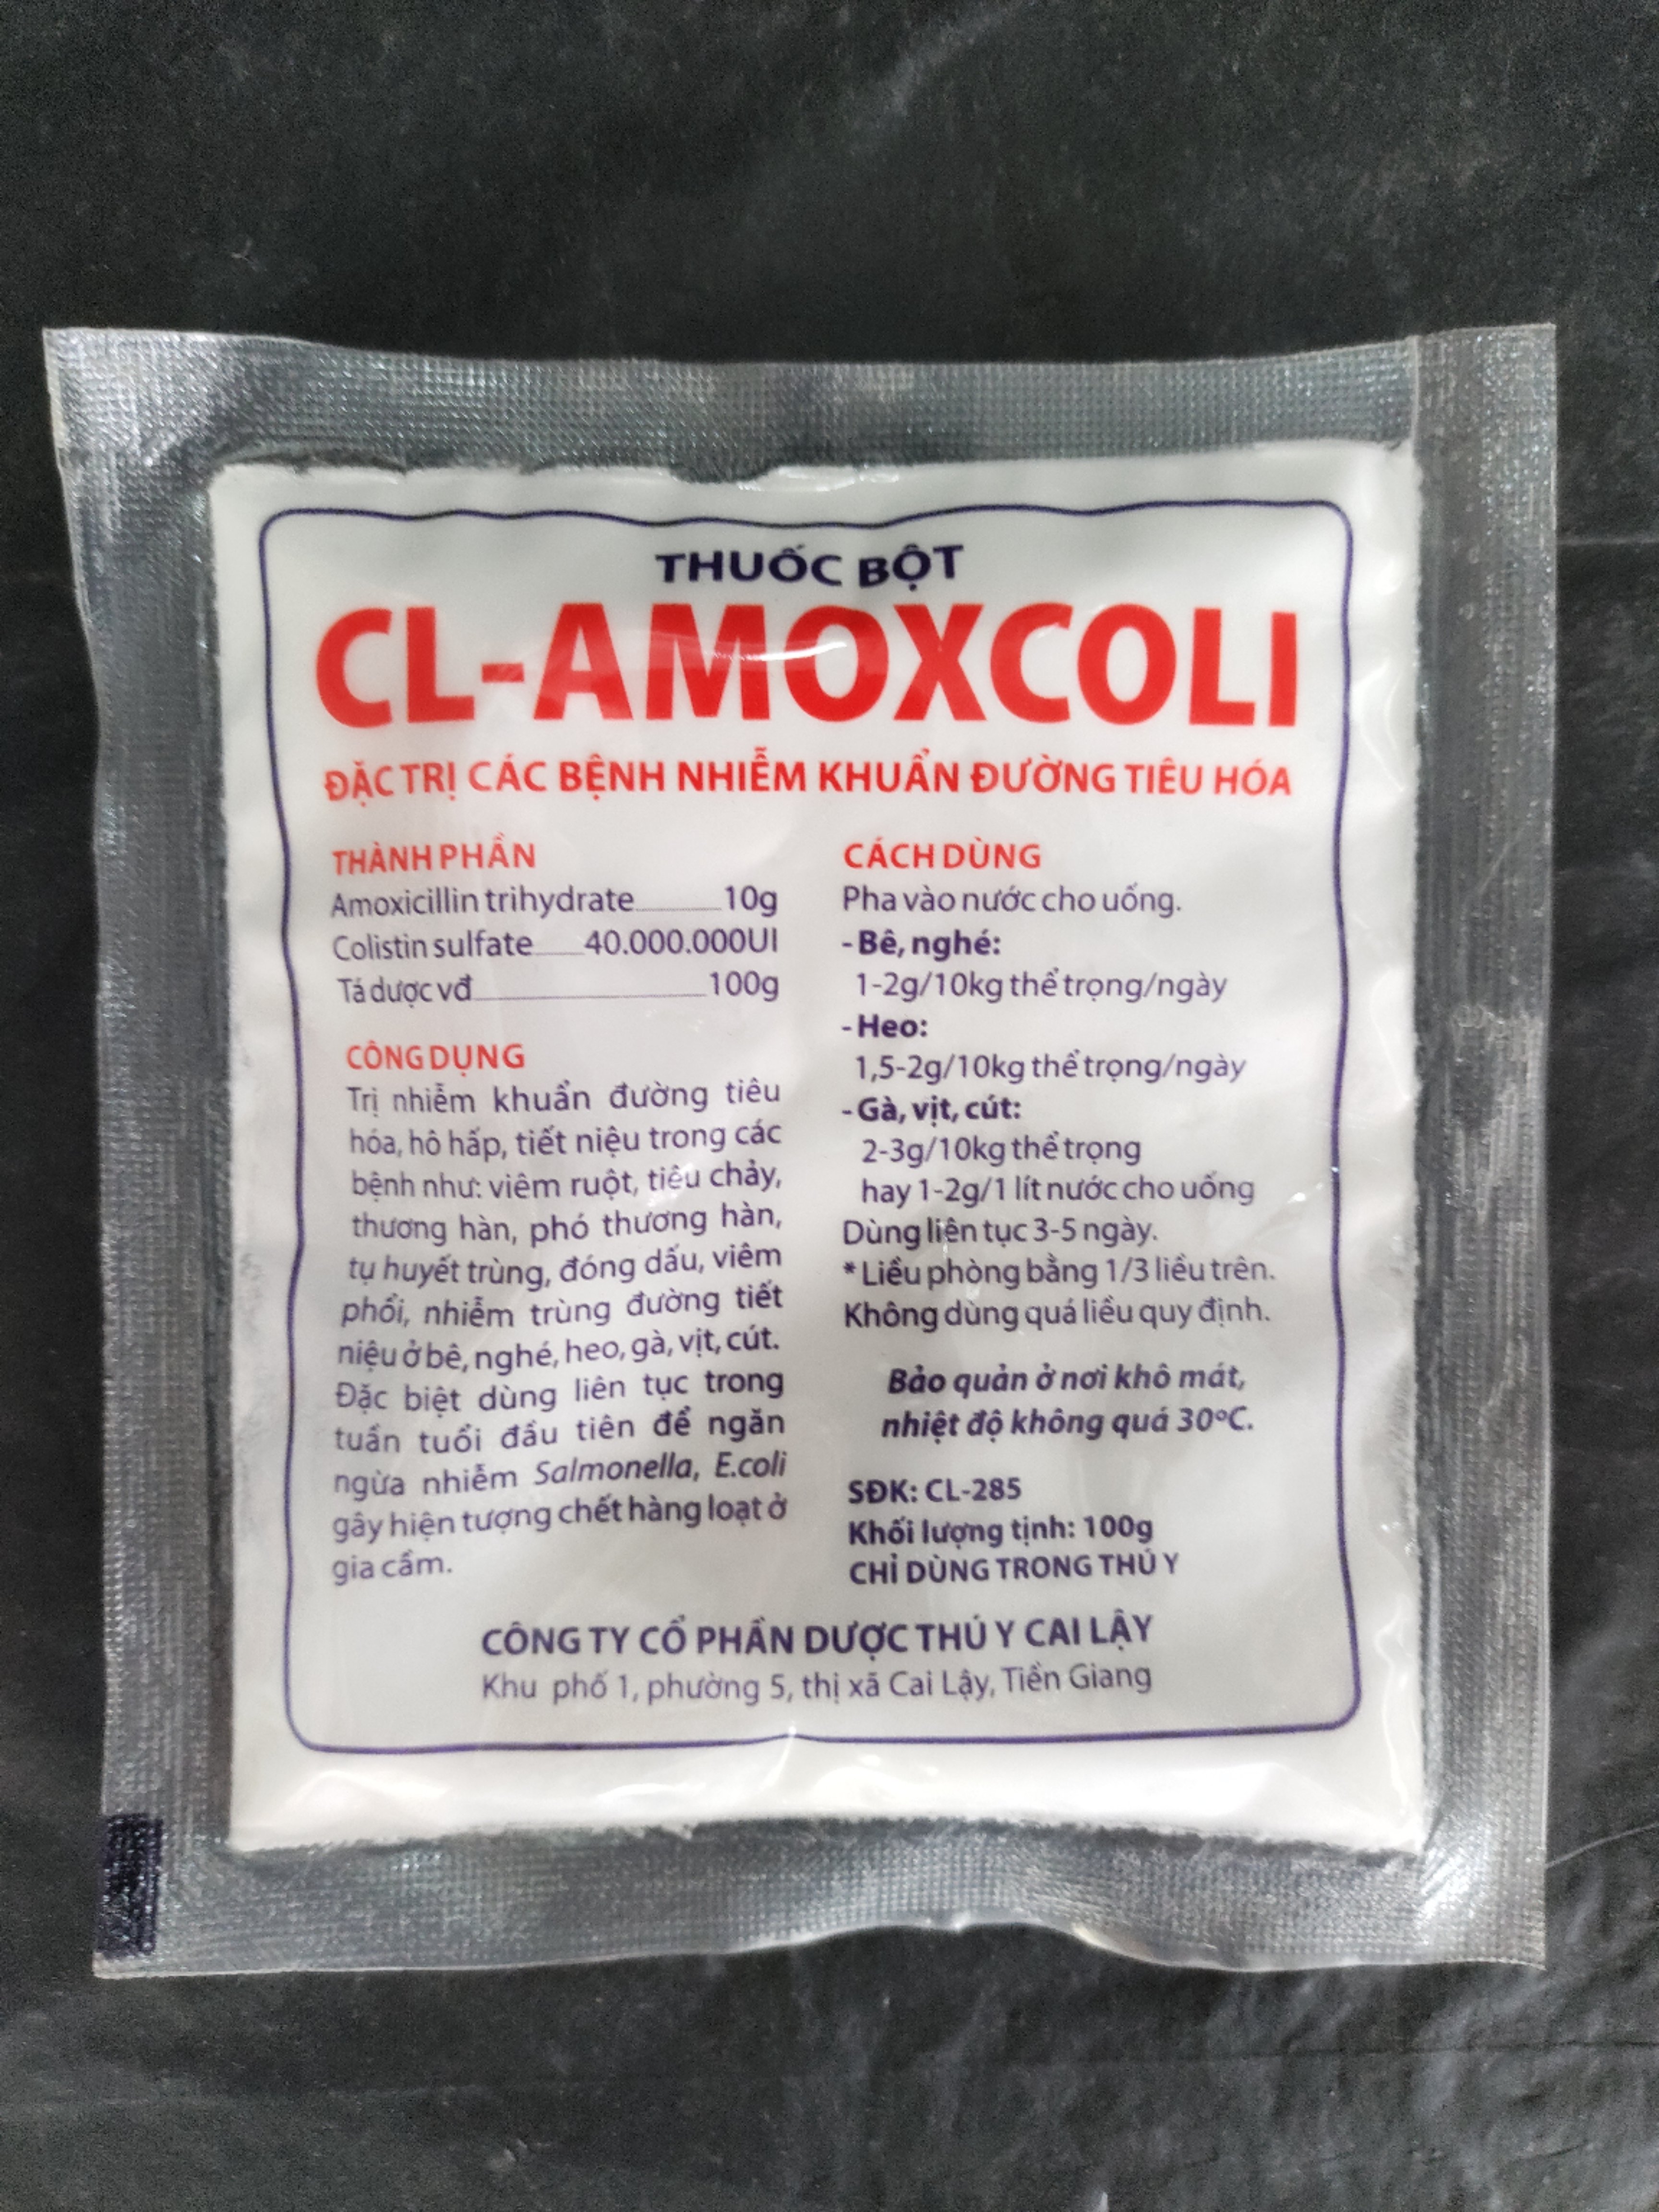 THUỐC BỘT
CL-AMOXCOLI
ĐẶC TRỊ CÁC BỆNH NHIỄM KHUẨN ĐƯỜNG TIÊU HÓA
THÀNH PHẦN
Amoxicillin trihydrate 10g
Colistin sulfate 40.000.000UI
Tá dược vđ 100g
CÔNG DỤNG
Trị nhiễm khuẩn đường tiêu
hóa, hô hấp, tiết niệu trong các
bệnh như: viêm ruột, tiêu chảy,
thương hàn, phó thương hàn,
tụ huyết trùng, đóng dấu, viêm
phổi, nhiễm trùng đường tiết
niệu ở bê, nghé, heo, gà, vịt, cút.
Đặc biệt dùng liên tục trong
tuần tuổi đầu tiên để ngăn
ngừa nhiễm Salmonella, E.coli
gây hiện tượng chết hàng loạt ở
gia cầm.
CÁCH DÙNG
Pha vào nước cho uống.
- Bê, nghé:
1-2g/10kg thể trọng/ngày
- Heo:
1,5-2g/10kg thể trọng/ngày
- Gà, vịt, cút:
2-3g/10kg thể trọng
hay 1-2g/1 lít nước cho uống
Dùng liên tục 3-5 ngày.
* Liều phòng bằng 1/3 liều trên.
Không dùng quá liều quy định.
Bảo quản ở nơi khô mát,
nhiệt độ không quá 30ºC.
SĐK: CL-285
Khối lượng tịnh: 100g
CHỈ DÙNG TRONG THÚ Y
CÔNG TY CỔ PHẦN DƯỢC THÚ Y CAI LẬY
Khu phố 1, phường 5, thị xã Cai Lậy, Tiền Giang